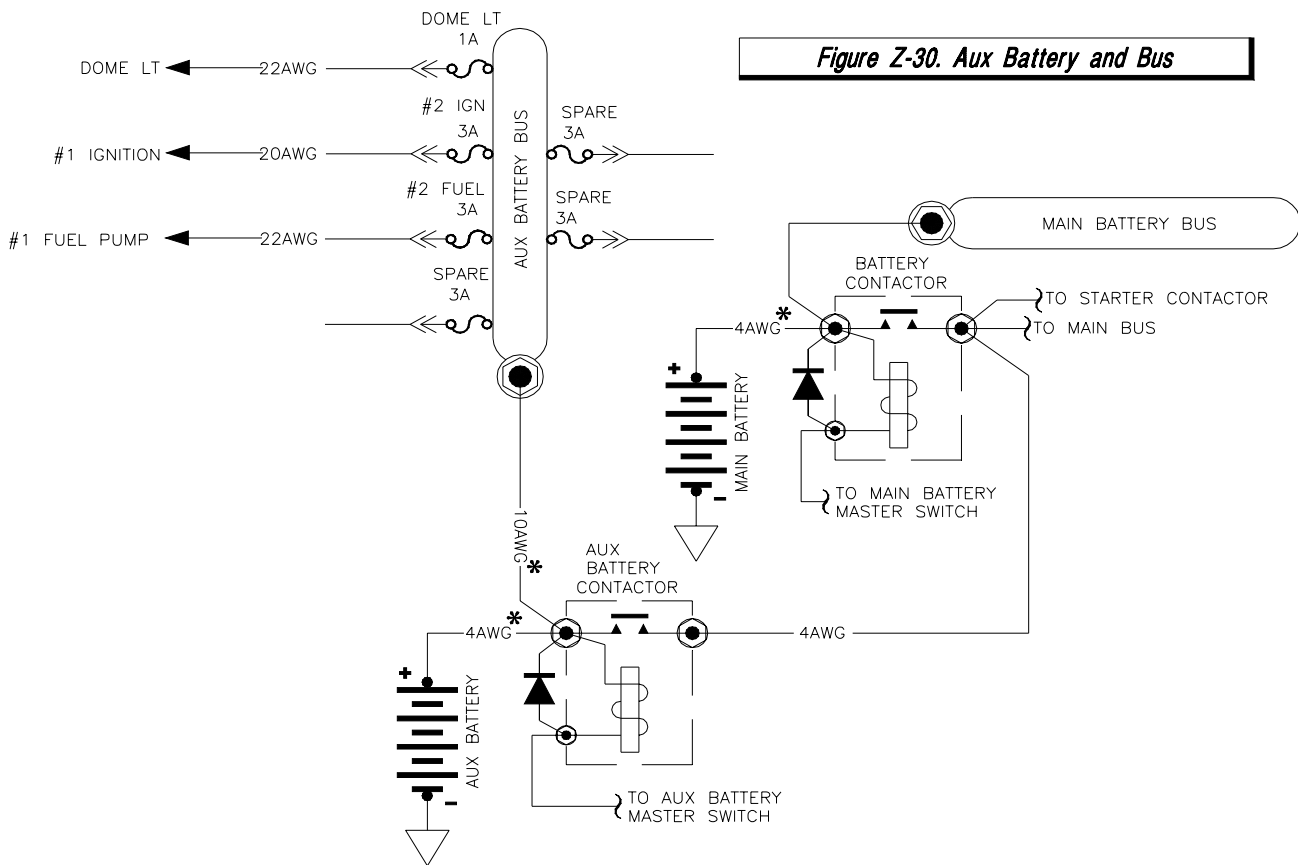 Figure Z-30. Aux Battery and Bus
DOME LT
1A
DOME LT
22AWG
#2 IGN
3A
#1 IGNITION
20AWG
#2 FUEL
3A
#1 FUEL PUMP
22AWG
SPARE
3A
AUX BATTERY BUS
SPARE
3A
SPARE
3A
MAIN BATTERY BUS
BATTERY
CONTACTOR
TO STARTER CONTACTOR
TO MAIN BUS
4AWG
*
+
MAIN BATTERY
-
TO MAIN BATTERY
MASTER SWITCH
10AWG
*
AUX
BATTERY
CONTACTOR
4AWG
*
4AWG
+
AUX BATTERY
-
TO AUX BATTERY
MASTER SWITCH